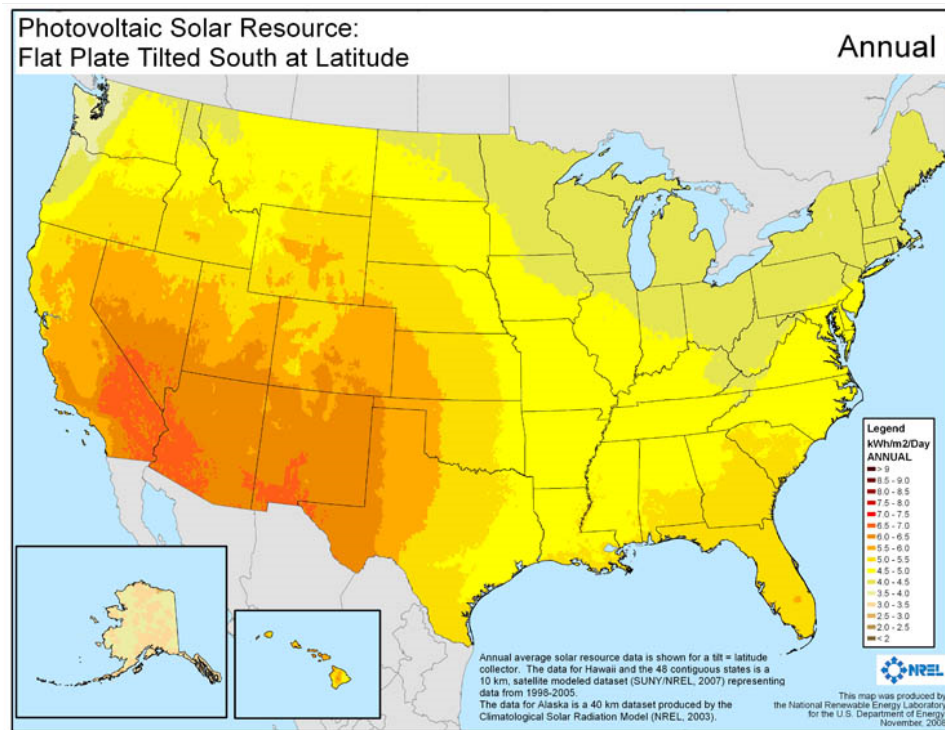 Photovoltaic Solar Resource:
Flat Plate Tilted South at Latitude
Annual
Legend
kWh/m2/Day
ANNUAL
> 9
8.5 - 9.0
8.0 - 8.5
7.5 - 8.0
7.0 - 7.5
6.5 - 7.0
6.0 - 6.5
5.5 - 6.0
5.0 - 5.5
4.5 - 5.0
4.0 - 4.5
3.5 - 4.0
3.0 - 3.5
2.5 - 3.0
2.0 - 2.5
< 2
Annual average solar resource data is shown for a tilt = latitude
collector. The data for Hawaii and the 48 contiguous states is a
10 km, satellite modeled dataset (SUNY/NREL, 2007) representing
data from 1998-2005.
The data for Alaska is a 40 km dataset produced by the
Climatological Solar Radiation Model (NREL, 2003).
NREL
This map was produced by
the National Renewable Energy Laboratory
for the U.S. Department of Energy
November, 2008